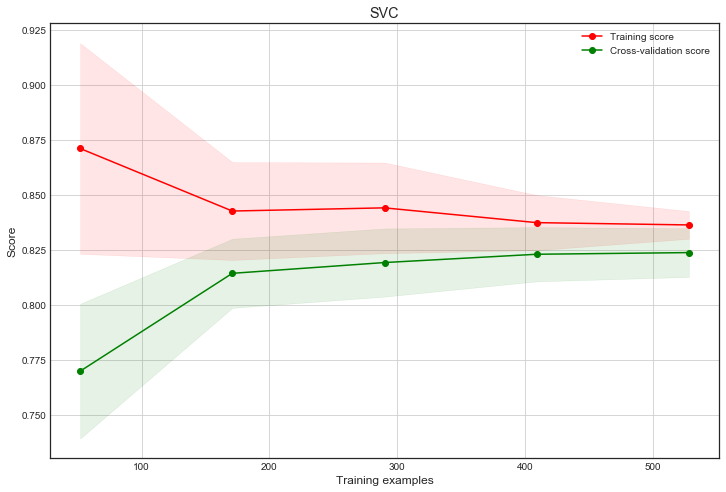 SVC
Training score
Cross-validation score
Score
0.925
0.900
0.875
0.850
0.825
0.800
0.775
0.750
100
200
300
400
500
Training examples